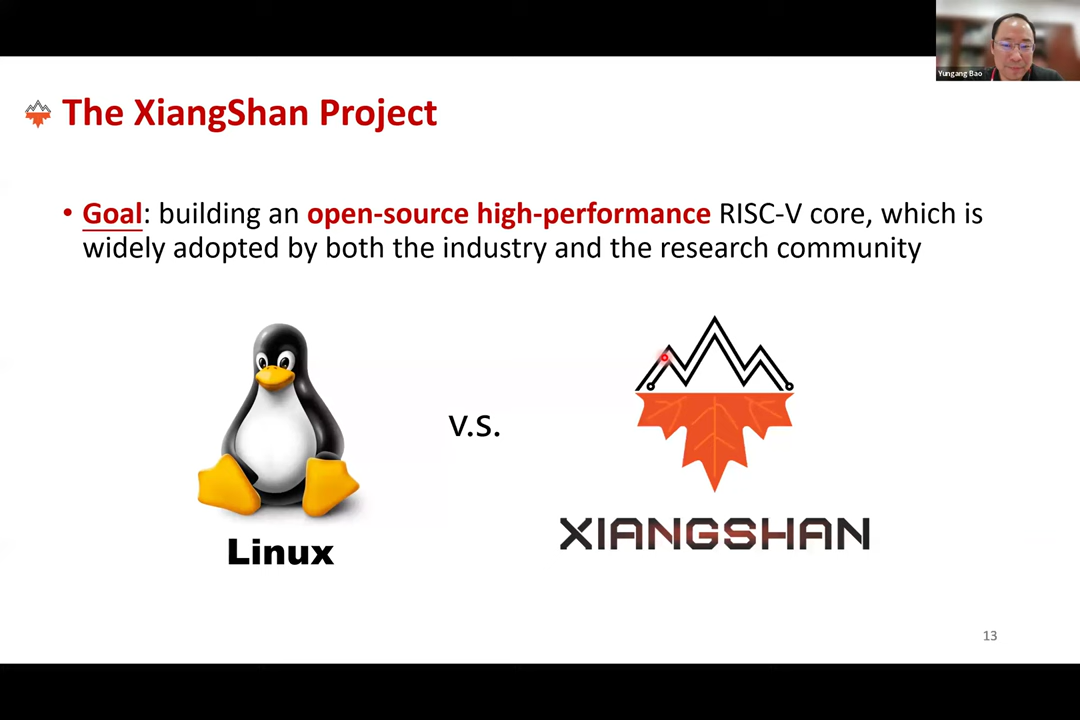 Yungang Bao
The XiangShan Project
• Goal: building an open-source high-performance RISC-V core, which is
widely adopted by both the industry and the research community
v.s.
XIANGSHAN
Linux
13